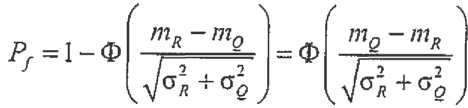 P_f = 1 - Φ( (m_R - m_Q) / √(σ_R^2 + σ_Q^2) ) = Φ( (m_Q - m_R) / √(σ_R^2 + σ_Q^2) )